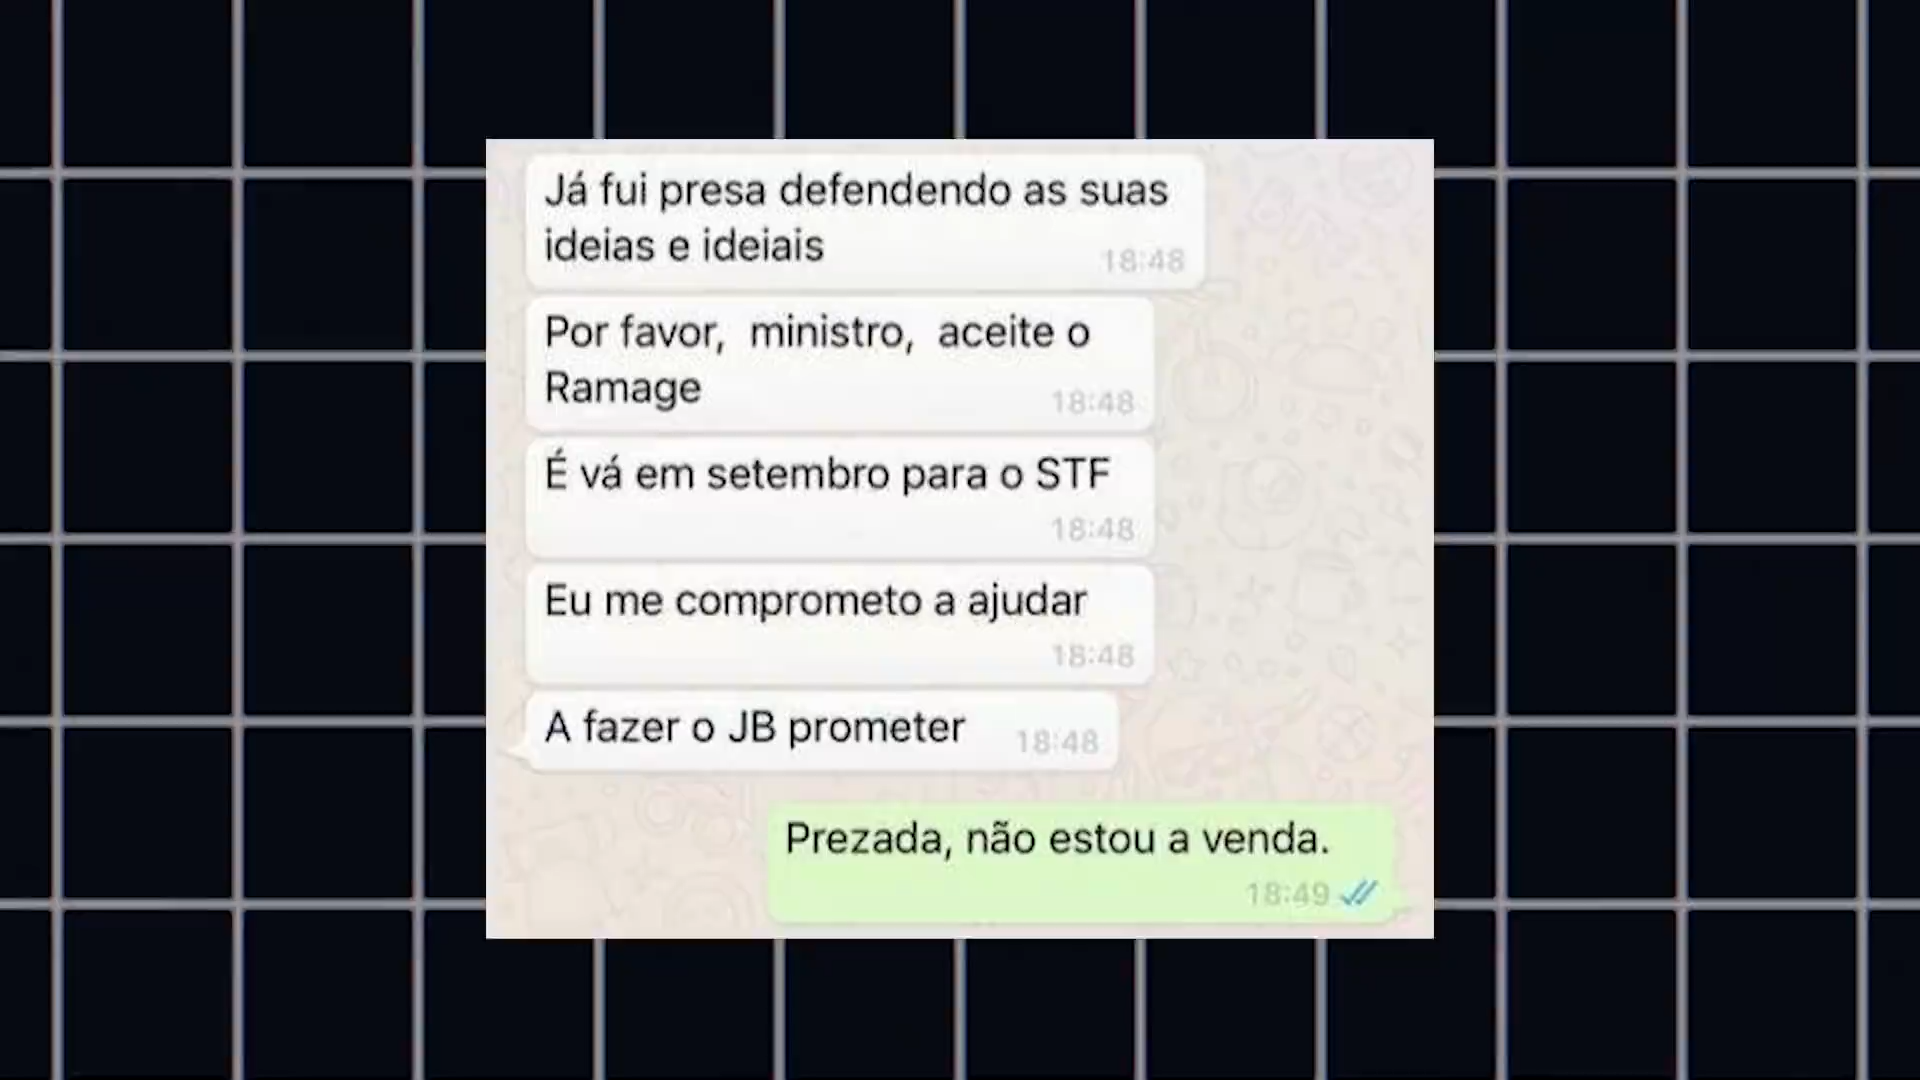 Já fui presa defendendo as suas
ideias e ideiais
18:48
Por favor, ministro, aceite o
Ramage
18:48
É vá em setembro para o STF
18:48
Eu me comprometo a ajudar
18:48
A fazer o JB prometer 18:48
Prezada, não estou a venda.
18:49